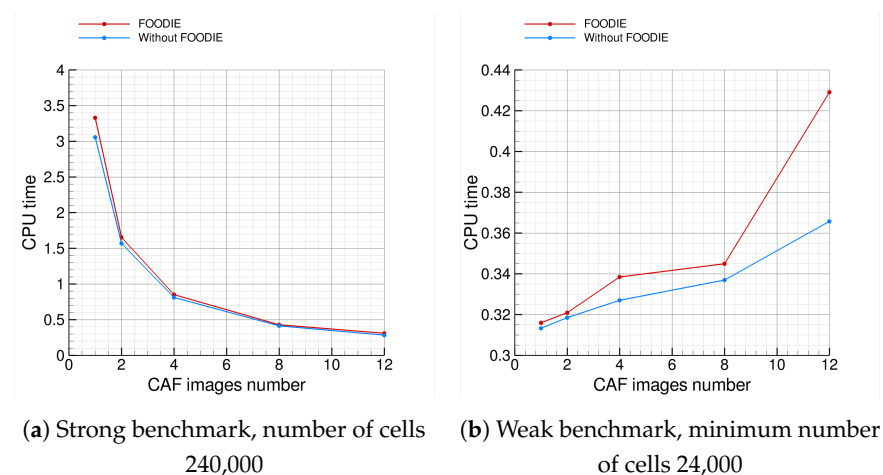 FOODIE
Without FOODIE
4
3.5
3
2.5
2
1.5
1
0.5
0
CPU time
0 2 4 6 8 10 12
CAF images number
(a) Strong benchmark, number of cells
240,000
FOODIE
Without FOODIE
0.44
0.42
0.4
0.38
0.36
0.34
0.32
0.3
CPU time
0 2 4 6 8 10 12
CAF images number
(b) Weak benchmark, minimum number
of cells 24,000